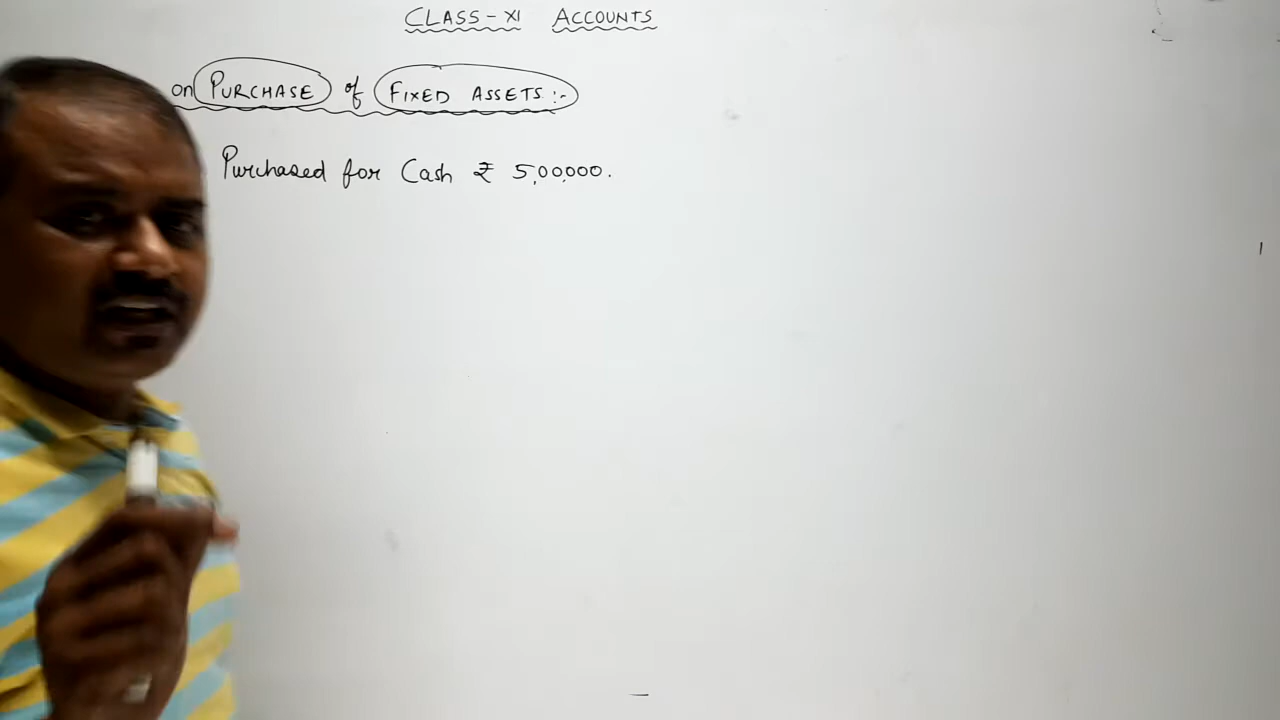 CLASS-XI ACCOUNTS
on PURCHASE of FIXED ASSETS :-
Purchased for Cash ₹ 5,00,000.